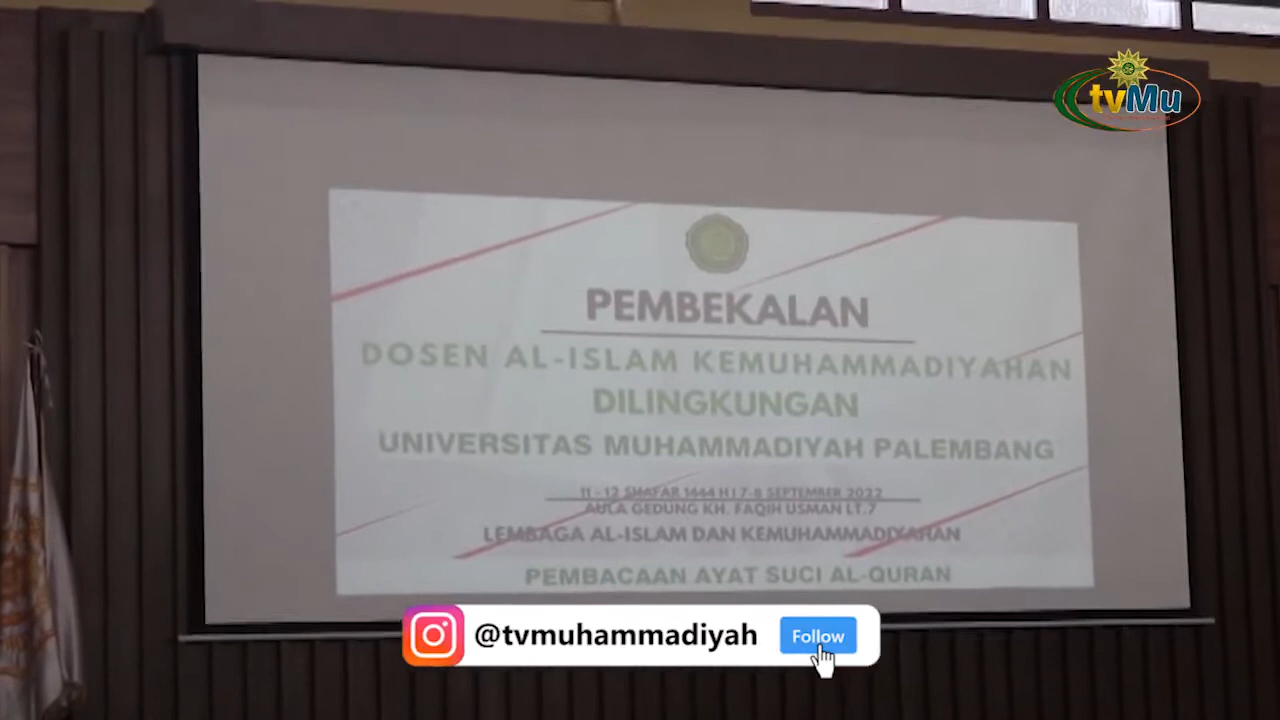 tvMu
PEMBEKALAN
DOSEN AL-ISLAM KEMUHAMMADIYAHAN
DILINGKUNGAN
UNIVERSITAS MUHAMMADIYAH PALEMBANG
11 - 12 SHAFAR 1444 H I 7-8 SEPTEMBER 2022
AULA GEDUNG KH. FAQIH USMAN LT.7
LEMBAGA AL-ISLAM DAN KEMUHAMMADIYAHAN
PEMBACAAN AYAT SUCI AL-QURAN
@tvmuhammadiyah Follow